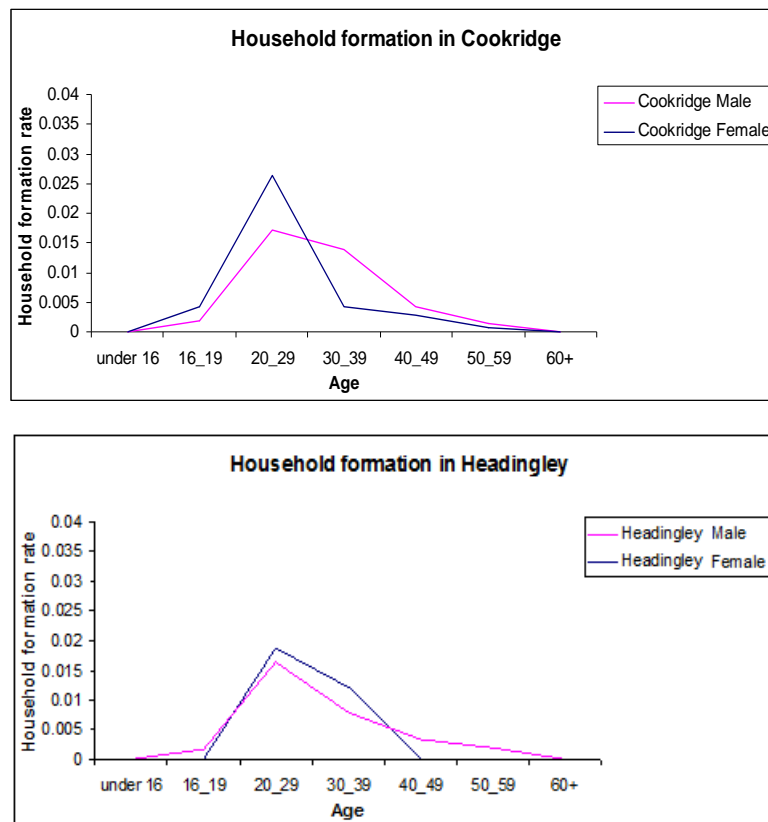 Household formation in Cookridge
Cookridge Male
Cookridge Female
Household formation rate
0.04
0.035
0.03
0.025
0.02
0.015
0.01
0.005
0
under 16 16_19 20_29 30_39 40_49 50_59 60+
Age
Household formation in Headingley
Headingley Male
Headingley Female
Household formation rate
0.04
0.035
0.03
0.025
0.02
0.015
0.01
0.005
0
under 16 16_19 20_29 30_39 40_49 50_59 60+
Age